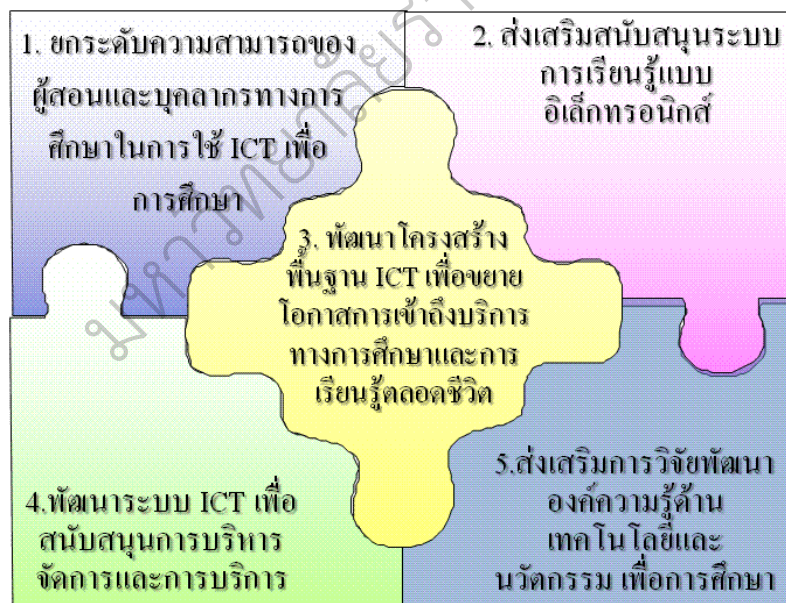 1. ยกระดับความสามารถของ
ผู้สอนและบุคลากรทางการ
ศึกษาในการใช้ ICT เพื่อ
การศึกษา
2. ส่งเสริมสนับสนุนระบบ
การเรียนรู้แบบ
อิเล็กทรอนิกส์
3. พัฒนาโครงสร้าง
พื้นฐาน ICT เพื่อขยาย
โอกาสการเข้าถึงบริการ
ทางการศึกษาและการ
เรียนรู้ตลอดชีวิต
4.พัฒนาระบบ ICT เพื่อ
สนับสนุนการบริหาร
จัดการและการบริการ
5.ส่งเสริมการวิจัยพัฒนา
องค์ความรู้ด้าน
เทคโนโลยีและ
นวัตกรรม เพื่อการศึกษา